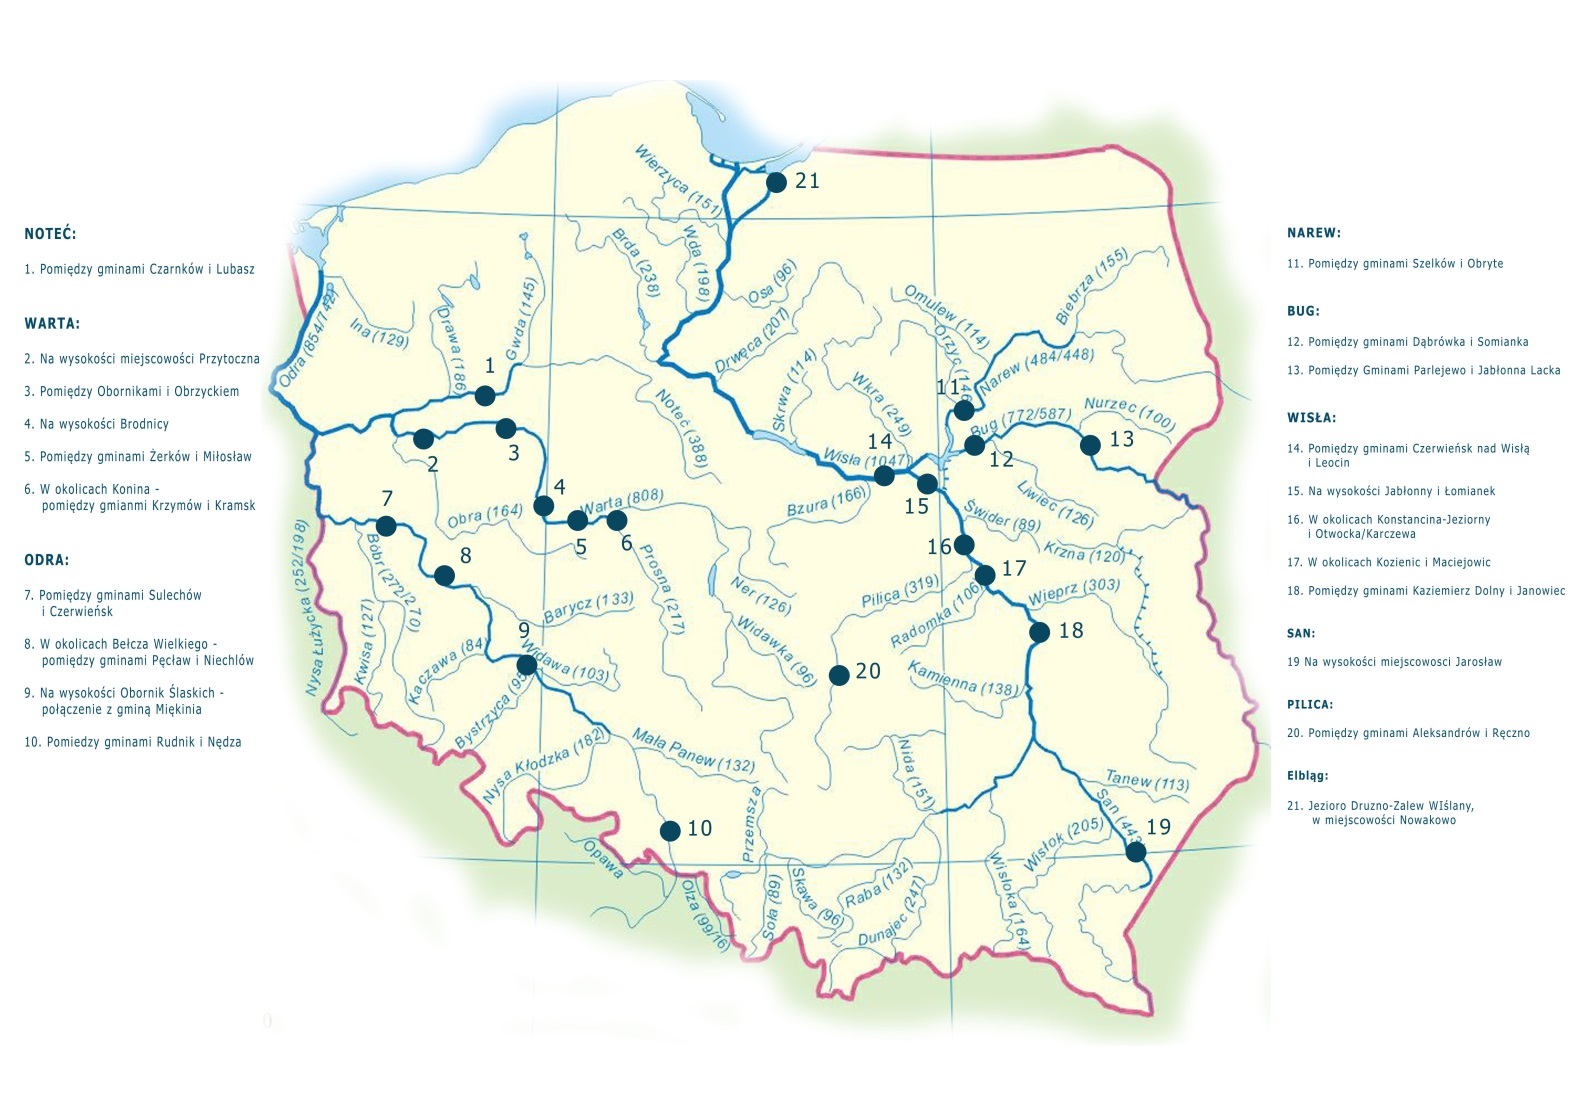 NOTEĆ:
1. Pomiędzy gminami Czarnków i Lubasz
WARTA:
2. Na wysokości miejscowości Przytoczna
3. Pomiędzy Obornikami i Obrzyckiem
4. Na wysokości Brodnicy
5. Pomiędzy gminami Żerków i Miłosław
6. W okolicach Konina -
pomiędzy gmianmi Krzymów i Kramsk
ODRA:
7. Pomiędzy gminami Sulechów
i Czerwieńsk
8. W okolicach Bełcza Wielkiego -
pomiędzy gminami Pęcław i Niechlów
9. Na wysokości Obornik Ślaskich -
połączenie z gminą Miękinia
10. Pomiedzy gminami Rudnik i Nędza
Wierzyca (151)
21
Brda (238)
Wda (198)
Osa (96)
Drwęca (207)
Omulew (114)
Biebrza (155)
Odra (854/742)
Ina (129)
Drawa (186)
Gwda (145)
Orzyc (146)
Narew (484/448)
1
11
Skrwa (114)
Wkra (249)
Noteć (388)
Bug (772/587)
Nurzec (100)
2
3
14
12
13
Wisła (1047)
Liwiec (126)
4
Warta (808)
7
Obra (164)
5
6
Bzura (166)
15
Świder (89)
16
Krzna (120)
Nysa Łużycka (252/198)
Bóbr (272/270)
8
Prosna (217)
Ner (126)
Pilica (319)
17
Wieprz (303)
Kwisa (127)
Barycz (133)
Widawka (96)
Radomka (106)
18
9
Kaczawa (84)
Widawa (103)
20
Kamienna (138)
Bystrzyca (95)
Nysa Kłodzka (182)
Mała Panew (132)
Nida (151)
Tanew (113)
San (443)
10
Przemsza
Wisłok (205)
19
Opawa
Olza (99/16)
Soła (89)
Skawa (96)
Raba (132)
Dunajec (247)
Wisłoka (164)
0
NAREW:
11. Pomiędzy gminami Szelków i Obryte
BUG:
12. Pomiędzy gminami Dąbrówka i Somianka
13. Pomiędzy Gminami Parlejewo i Jabłonna Lacka
WISŁA:
14. Pomiędzy gminami Czerwieńsk nad Wisłą
i Leocin
15. Na wysokości Jabłonny i Łomianek
16. W okolicach Konstancina-Jeziorny
i Otwocka/Karczewa
17. W okolicach Kozienic i Maciejowic
18. Pomiędzy gminami Kaziemierz Dolny i Janowiec
SAN:
19 Na wysokości miejscowosci Jarosław
PILICA:
20. Pomiędzy gminami Aleksandrów i Ręczno
Elbląg:
21. Jezioro Druzno-Zalew WIślany,
w miejscowości Nowakowo